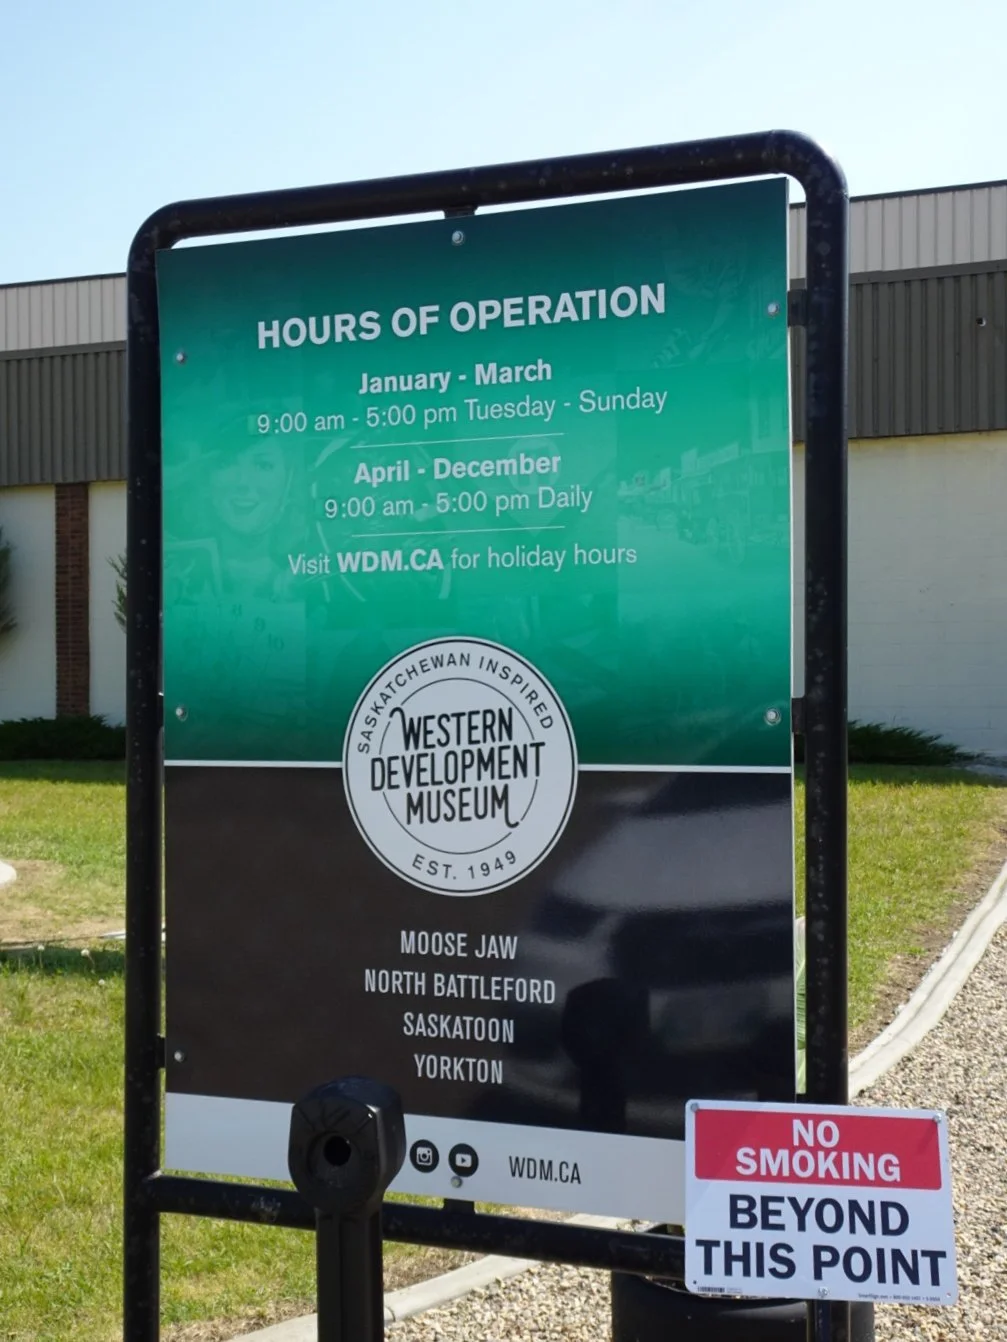 HOURS OF OPERATION
January - March
9:00 am - 5:00 pm Tuesday - Sunday
April - December
9:00 am - 5:00 pm Daily
Visit WDM.CA for holiday hours
SASKATCHEWAN INSPIRED
WESTERN
DEVELOPMENT
MUSEUM
EST. 1949
MOOSE JAW
NORTH BATTLEFORD
SASKATOON
YORKTON
WDM.CA
NO
SMOKING
BEYOND
THIS POINT